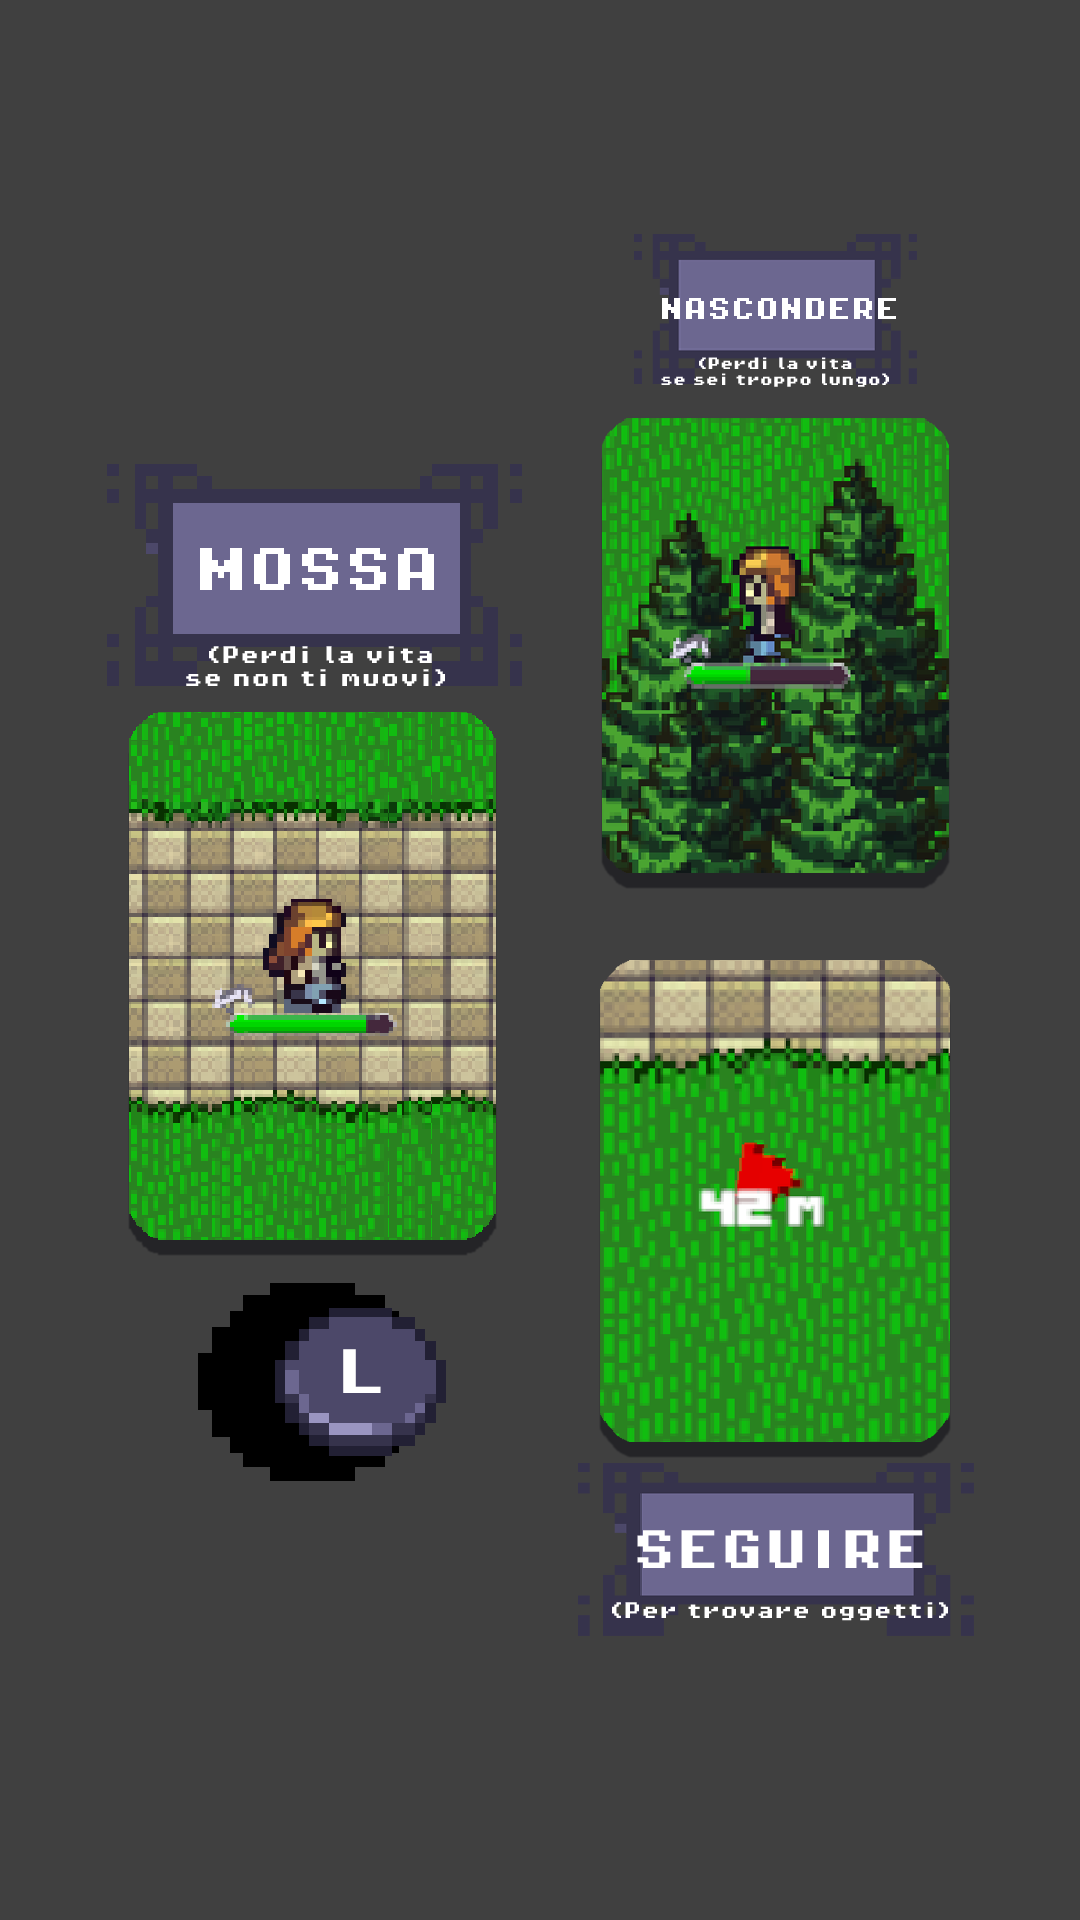 MOSSA
(Perdi la vita
se non ti muovi)
L
NASCONDERE
(Perdi la vita
se sei troppo lungo)
42 M
SEGUIRE
(Per trovare oggetti)